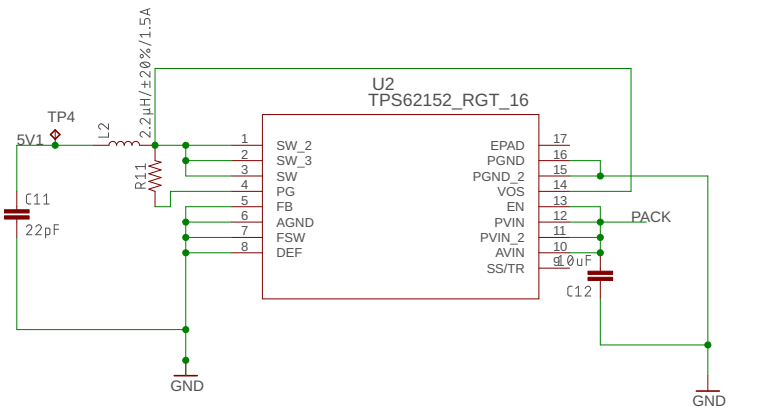 2.2µH/±20%/1.5A
U2
TPS62152_RGT_16
TP4
5V1
L2
R11
C11
22pF
1 SW_2
2 SW_3
3 SW
4 PG
5 FB
6 AGND
7 FSW
8 DEF
EPAD 17
PGND 16
PGND_2 15
VOS 14
EN 13
PVIN 12
PVIN_2 11
AVIN 10
SS/TR 9
PACK
10uF
C12
GND
GND